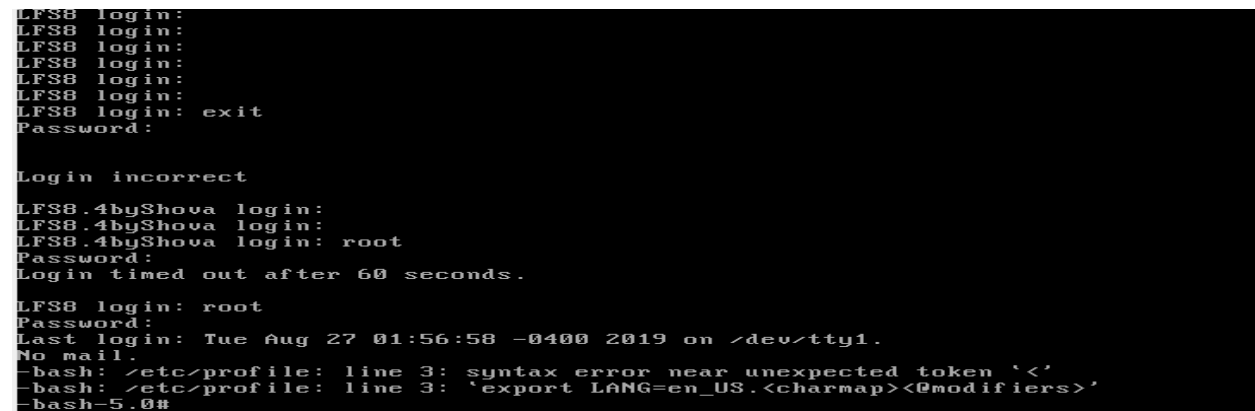 LFS8 login:
LFS8 login:
LFS8 login:
LFS8 login:
LFS8 login:
LFS8 login:
LFS8 login: exit
Password:
Login incorrect
LFS8.4byShova login:
LFS8.4byShova login:
LFS8.4byShova login: root
Password:
Login timed out after 60 seconds.
LFS8 login: root
Password:
Last login: Tue Aug 27 01:56:58 -0400 2019 on /dev/tty1.
No mail.
-bash: /etc/profile: line 3: syntax error near unexpected token `<'
-bash: /etc/profile: line 3: `export LANG=en_US.<charmap><@modifiers>'
-bash-5.0#